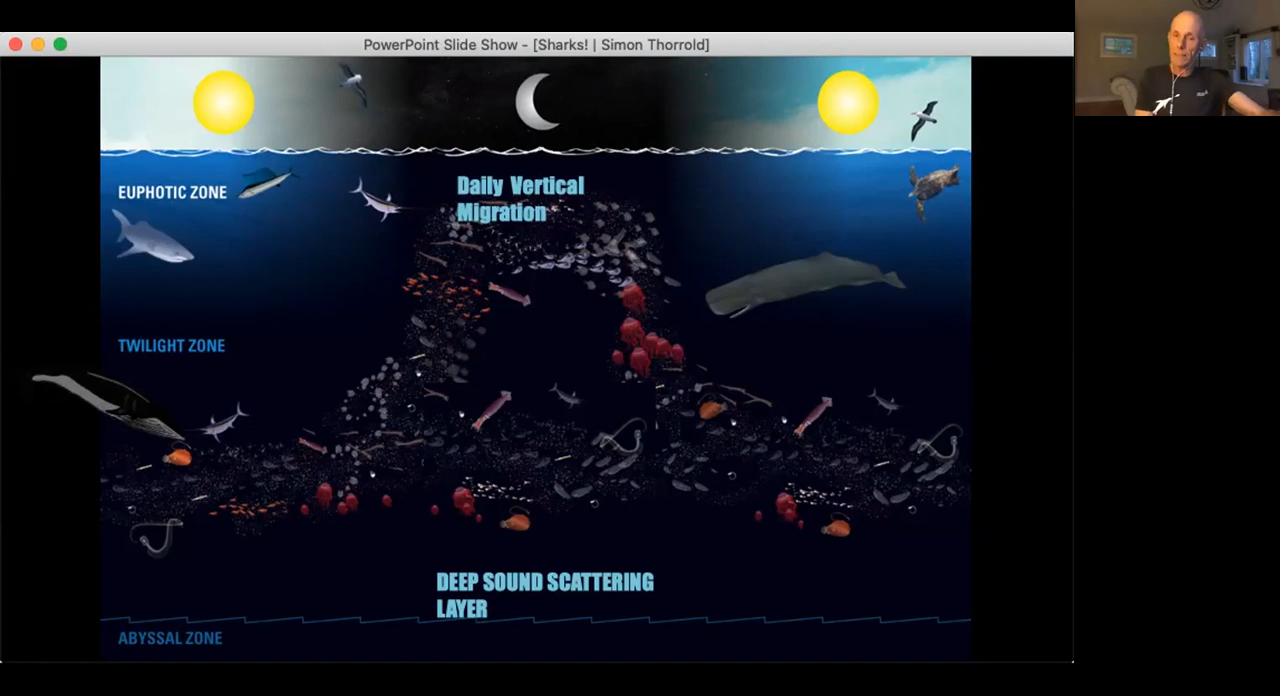 PowerPoint Slide Show - [Sharks! | Simon Thorrold]
EUPHOTIC ZONE
Daily Vertical
Migration
TWILIGHT ZONE
DEEP SOUND SCATTERING
LAYER
ABYSSAL ZONE